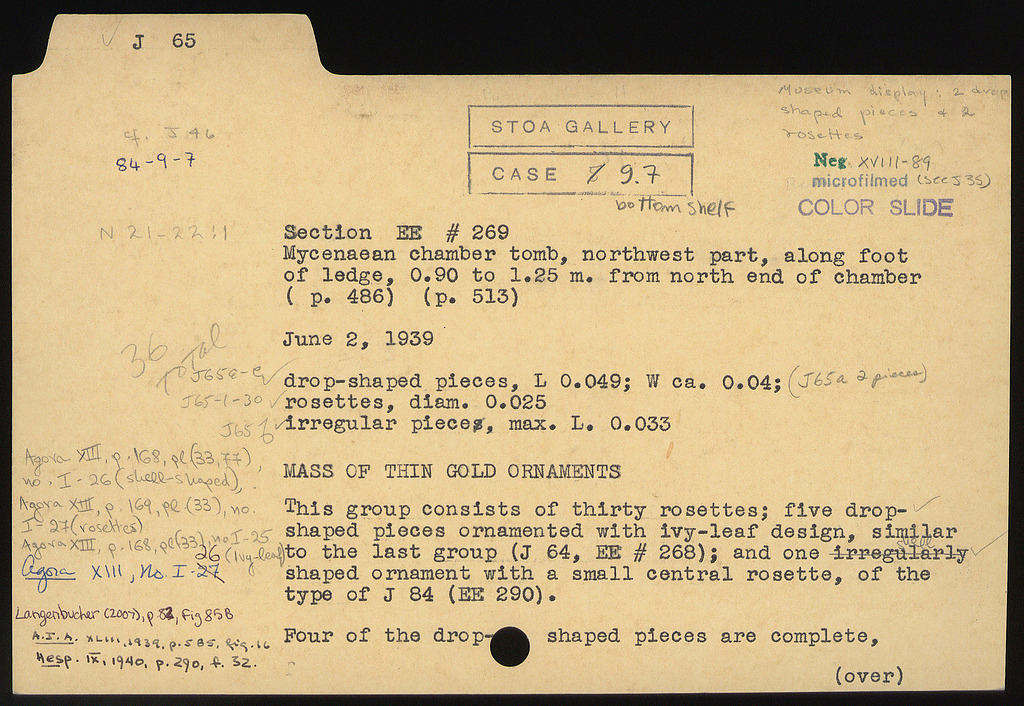 J 65
Museum display: 2 drop
shaped pieces & 2
rosettes
cf. J 46
84-9-7
STOA GALLERY
CASE 9.7
bottom shelf
Neg XVIII-89
microfilmed (see J35)
COLOR SLIDE
N 21-22:1
Section EE # 269
Mycenaean chamber tomb, northwest part, along foot
of ledge, 0.90 to 1.25 m. from north end of chamber
( p. 486) (p. 513)
June 2, 1939
36 total
J65a-e drop-shaped pieces, L 0.049; W ca. 0.04; (J65a 2 pieces)
J65-1-30 rosettes, diam. 0.025
J65 f irregular pieces, max. L. 0.033
Agora XIII, p. 168, pl (33, 77),
no. I-26 (shell-shaped),
Agora XIII, p. 169, pl (33), no.
I-27 (rosettes)
Agora XIII, p. 168, pl (33), no I-25
(ivy-leaf)
Agora XIII, No. I-27 26
Langenbucher (2007), p. 82, Fig 85B
A.J.A. XLIII, 1939, p. 585, fig. 16
Hesp. IX, 1940, p. 290, f. 32.
MASS OF THIN GOLD ORNAMENTS
This group consists of thirty rosettes; five drop-
shaped pieces ornamented with ivy-leaf design, similar
to the last group (J 64, EE # 268); and one irregularly shell
shaped ornament with a small central rosette, of the
type of J 84 (EE 290).
Four of the drop- shaped pieces are complete,
(over)